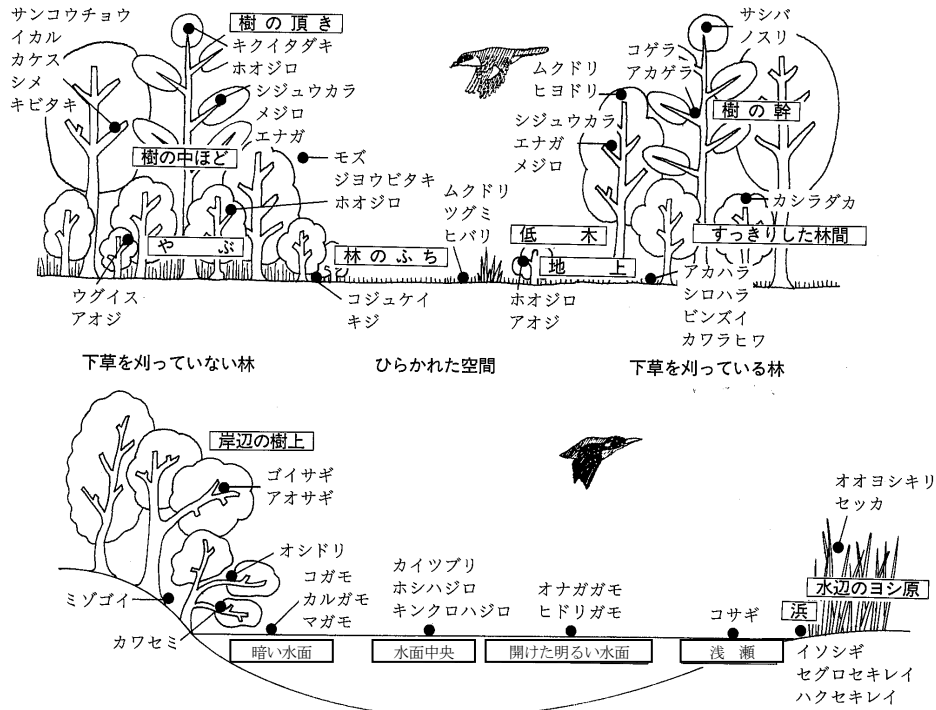 サンコウチョウ
イカル
カケス
シメ
キビタキ
樹の頂き
キクイタダキ
ホオジロ
シジュウカラ
メジロ
エナガ
樹の中ほど
モズ
ジヨウビタキ
ホオジロ
やぶ
ウグイス
アオジ
林のふち
コジュケイ
キジ
ムクドリ
ツグミ
ヒバリ
低木
地上
ホオジロ
アオジ
ムクドリ
ヒヨドリ
シジュウカラ
エナガ
メジロ
コゲラ
アカゲラ
サシバ
ノスリ
樹の幹
カシラダカ
すっきりした林間
アカハラ
シロハラ
ビンズイ
カワラヒワ
下草を刈っていない林
ひらかれた空間
下草を刈っている林
岸辺の樹上
ゴイサギ
アオサギ
オシドリ
ミゾゴイ
カワセミ
コガモ
カルガモ
マガモ
暗い水面
カイツブリ
ホシハジロ
キンクロハジロ
水面中央
オナガガモ
ヒドリガモ
開けた明るい水面
コサギ
浅瀬
オオヨシキリ
セッカ
水辺のヨシ原
浜
イソシギ
セグロセキレイ
ハクセキレイ